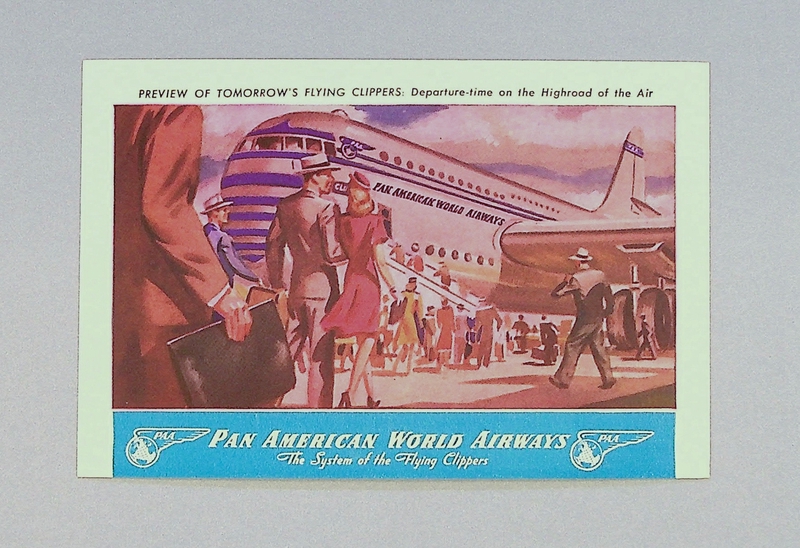 PREVIEW OF TOMORROW'S FLYING CLIPPERS: Departure-time on the Highroad of the Air
PAA
PAN AMERICAN WORLD AIRWAYS
PAA
PAN AMERICAN WORLD AIRWAYS
PAA
The System of the Flying Clippers